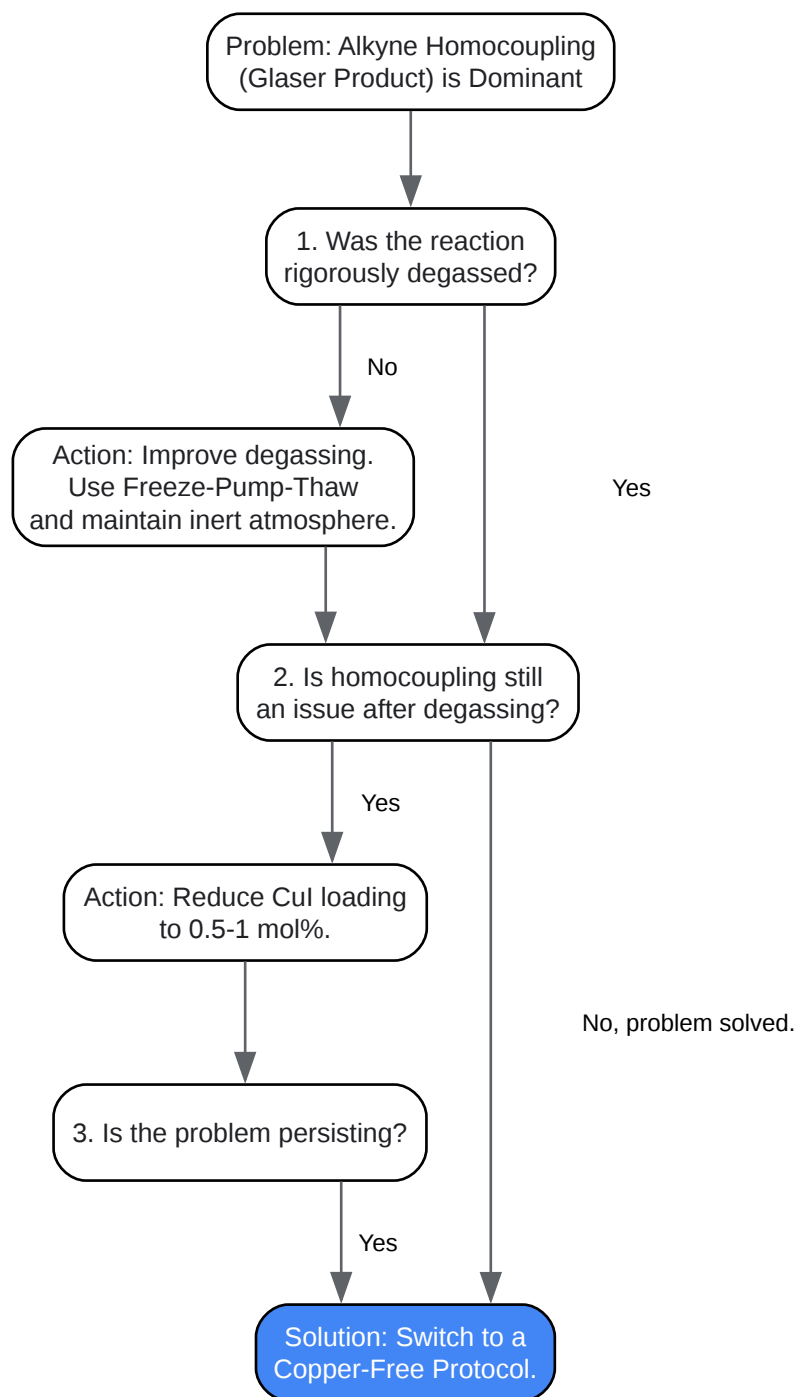 Problem: Alkyne Homocoupling
(Glaser Product) is Dominant
1. Was the reaction
rigorously degassed?
No
Action: Improve degassing.
Use Freeze-Pump-Thaw
and maintain inert atmosphere.
Yes
2. Is homocoupling still
an issue after degassing?
Yes
Action: Reduce CuI loading
to 0.5-1 mol%.
No, problem solved.
3. Is the problem persisting?
Yes
Solution: Switch to a
Copper-Free Protocol.